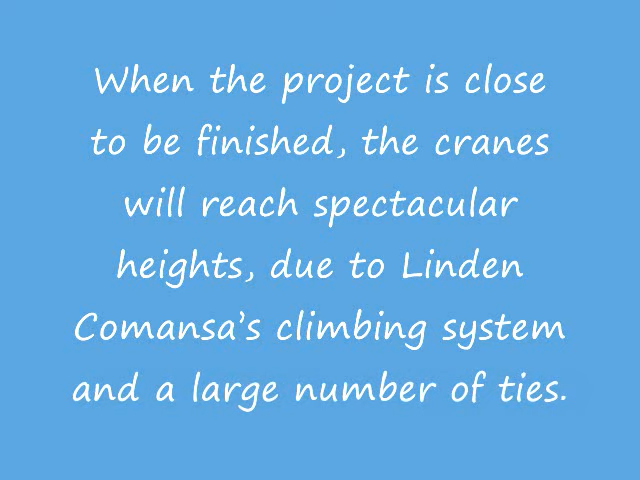 When the project is close
to be finished, the cranes
will reach spectacular
heights, due to Linden
Comansa’s climbing system
and a large number of ties.